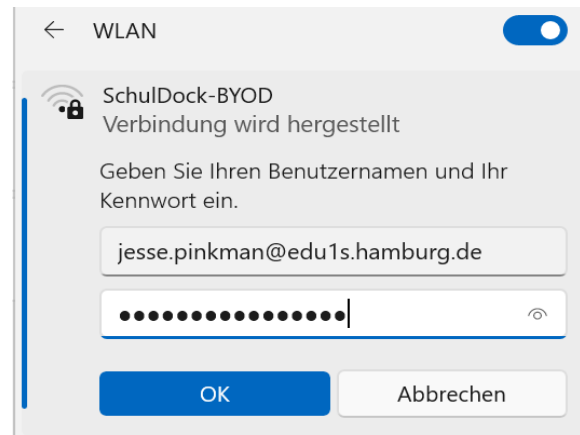 WLAN
SchulDock-BYOD
Verbindung wird hergestellt
Geben Sie Ihren Benutzernamen und Ihr
Kennwort ein.
jesse.pinkman@edu1s.hamburg.de
●●●●●●●●●●●●●●●●
OK Abbrechen